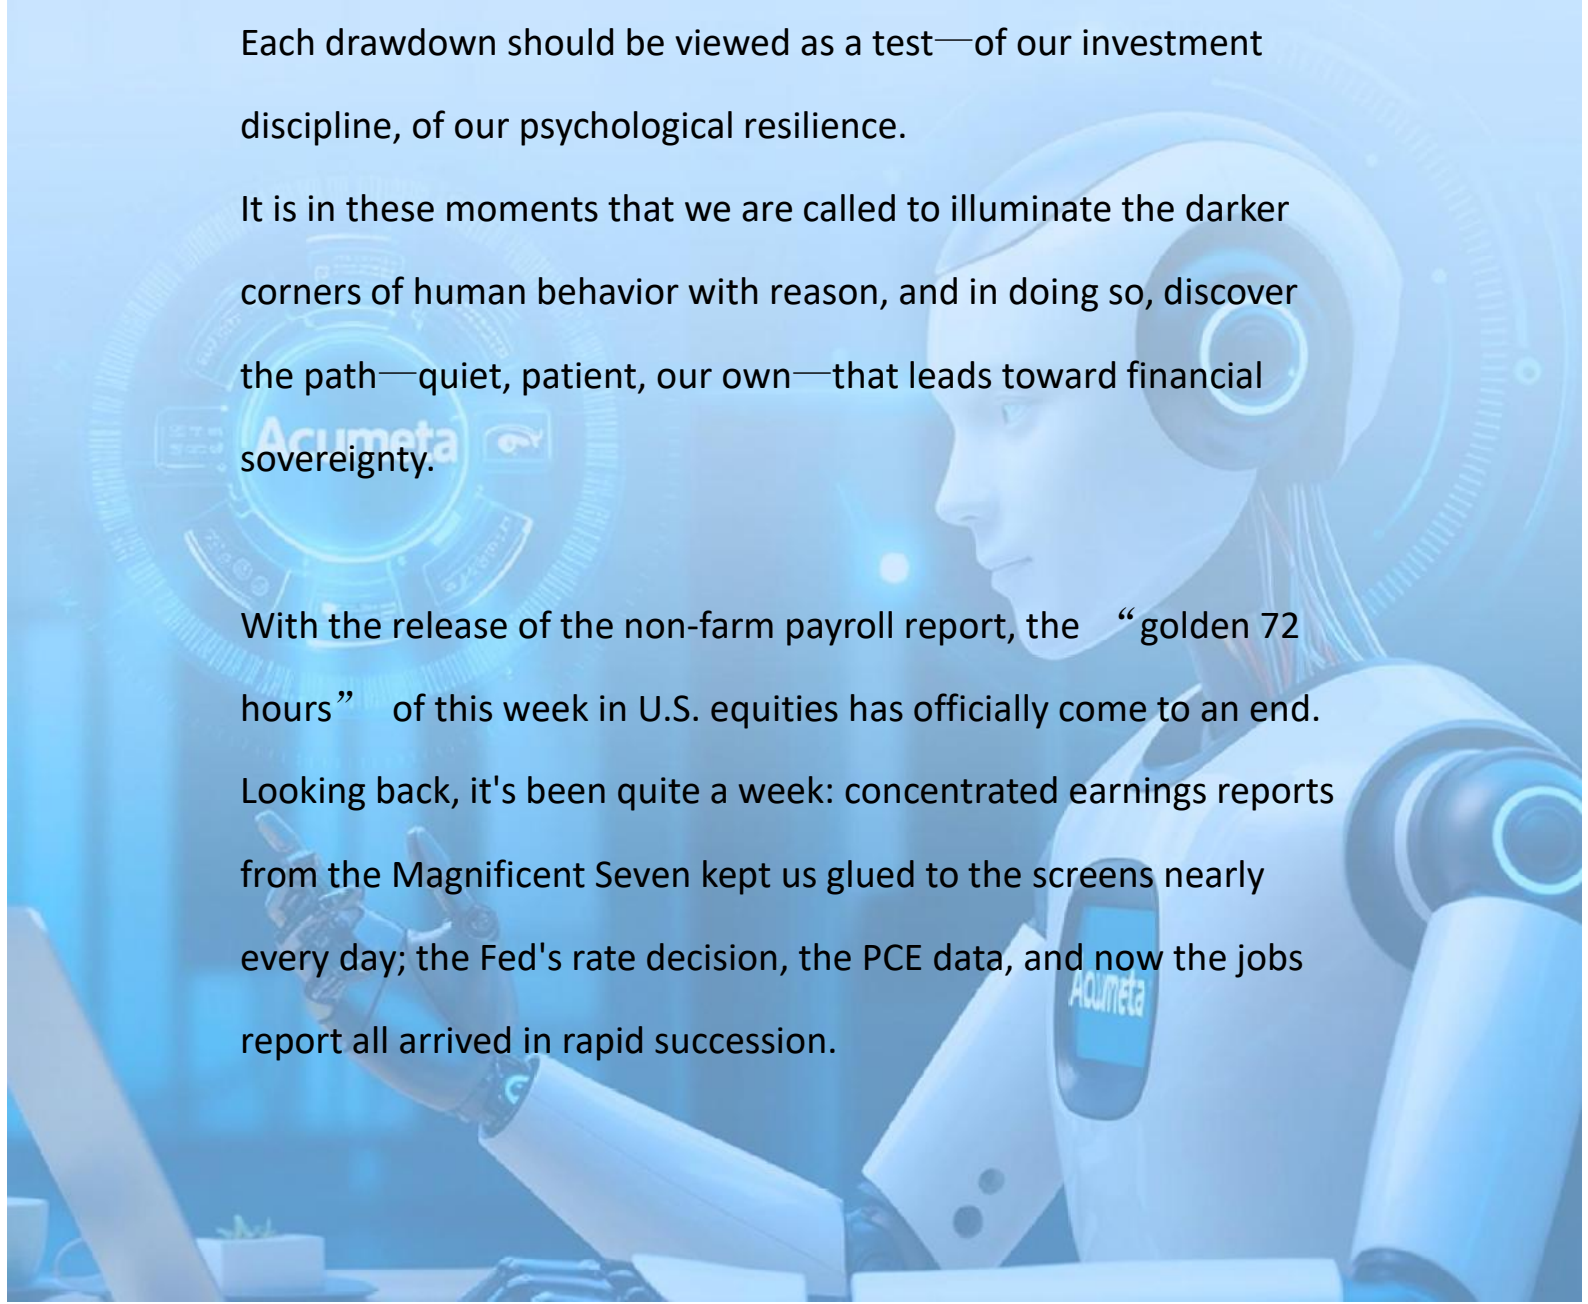 Each drawdown should be viewed as a test—of our investment
discipline, of our psychological resilience.
It is in these moments that we are called to illuminate the darker
corners of human behavior with reason, and in doing so, discover
the path—quiet, patient, our own—that leads toward financial
Acumeta
sovereignty.
With the release of the non-farm payroll report, the “golden 72
hours” of this week in U.S. equities has officially come to an end.
Looking back, it's been quite a week: concentrated earnings reports
from the Magnificent Seven kept us glued to the screens nearly
every day; the Fed's rate decision, the PCE data, and now the jobs
Acumeta
report all arrived in rapid succession.